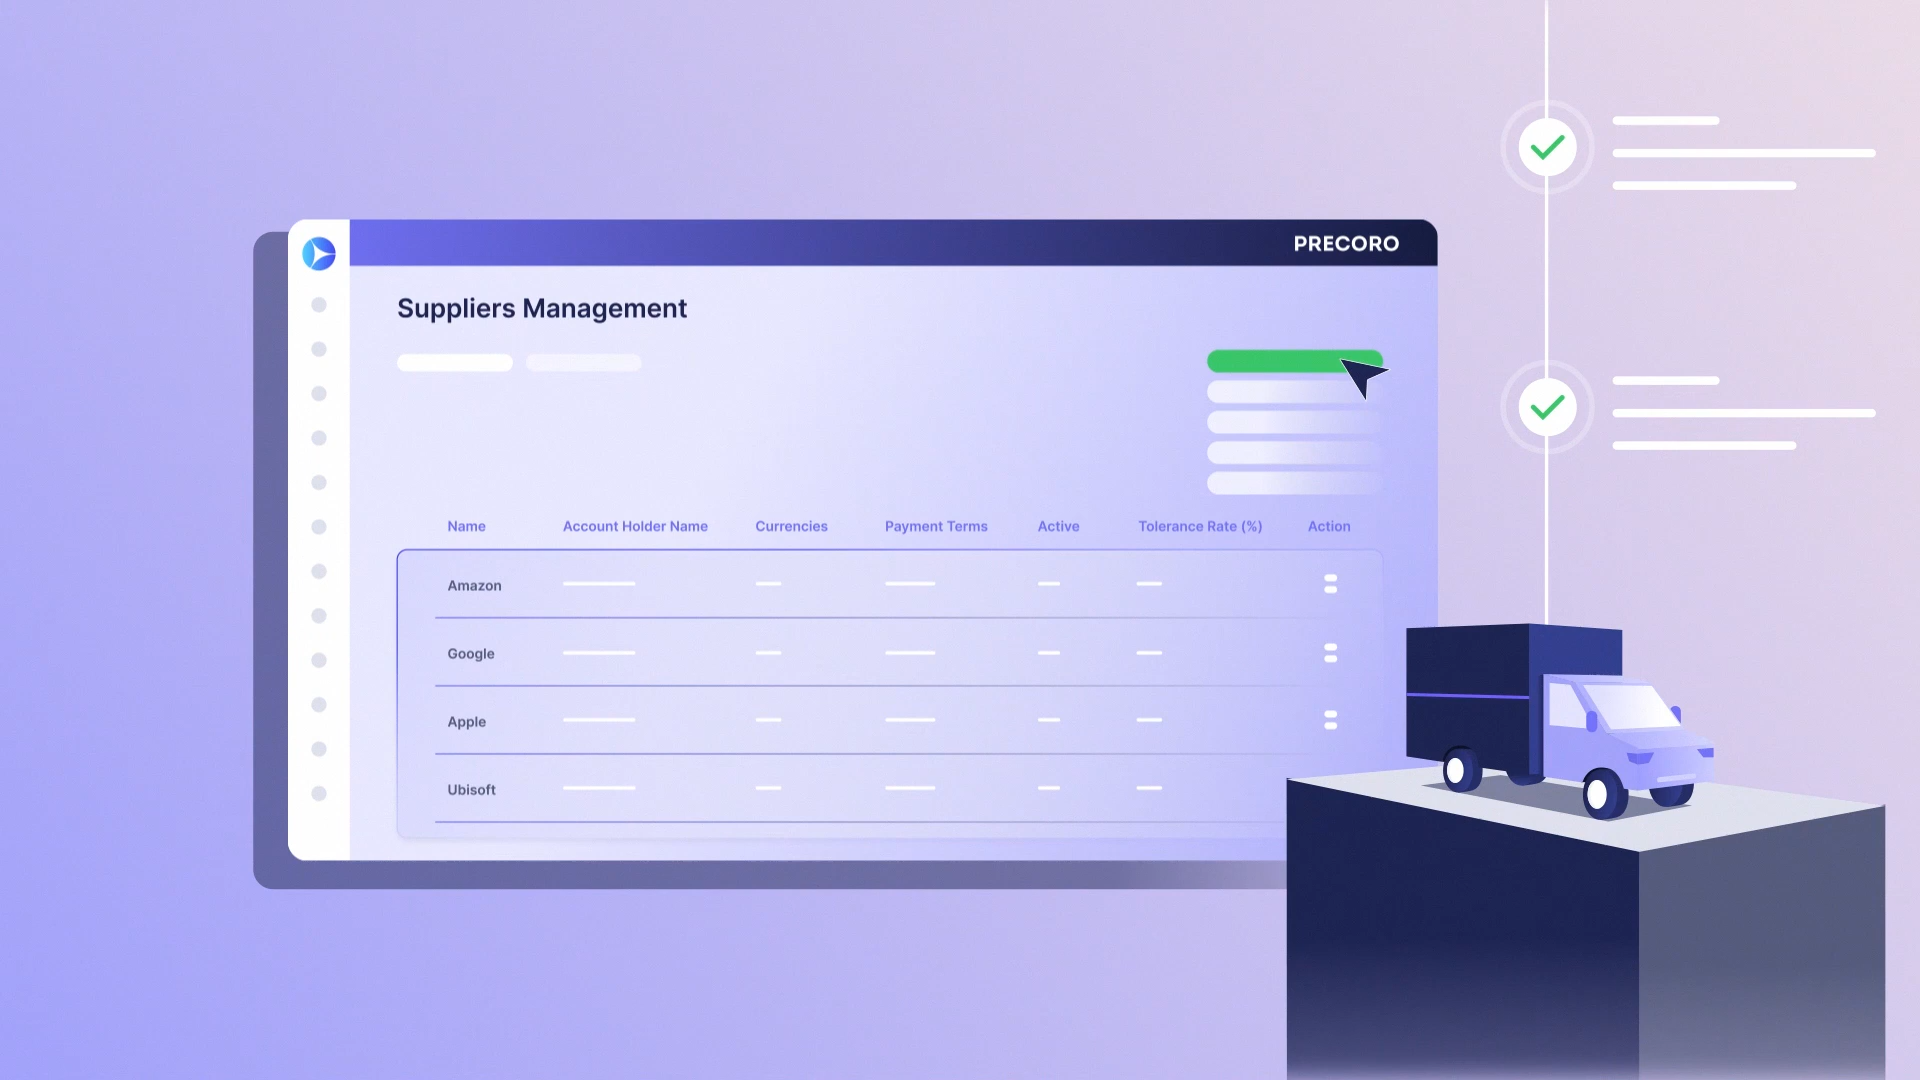 PRECORO
Suppliers Management
Name Account Holder Name Currencies Payment Terms Active Tolerance Rate (%) Action
Amazon
Google
Apple
Ubisoft